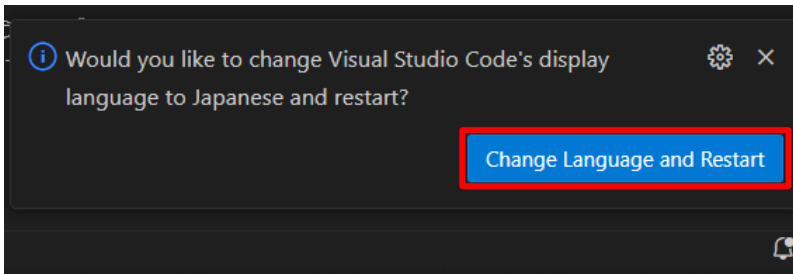 Would you like to change Visual Studio Code's display
language to Japanese and restart?
Change Language and Restart